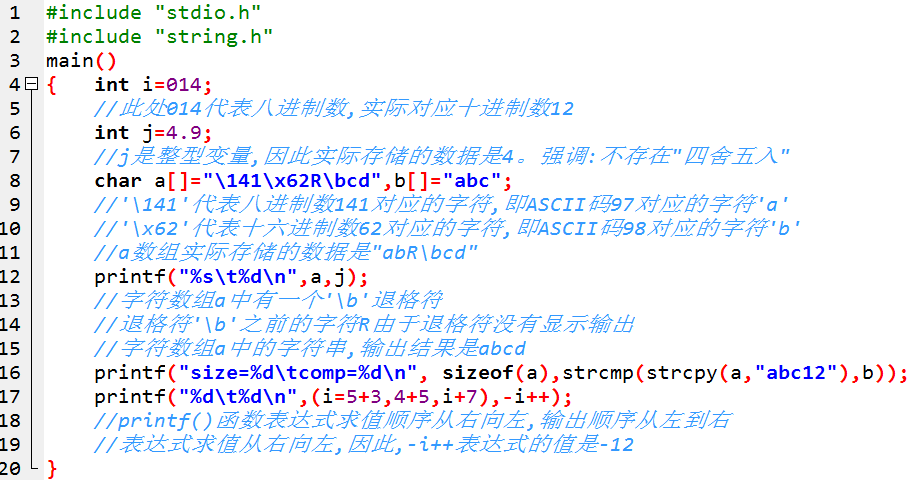 1 #include "stdio.h"
2 #include "string.h"
3 main()
4 { int i=014;
5 //此处014代表八进制数,实际对应十进制数12
6 int j=4.9;
7 //j是整型变量,因此实际存储的数据是4。强调:不存在"四舍五入"
8 char a[]="\141\x62R\bcd",b[]="abc";
9 //'\141'代表八进制数141对应的字符,即ASCII码97对应的字符'a'
10 //'\x62'代表十六进制数62对应的字符,即ASCII码98对应的字符'b'
11 //a数组实际存储的数据是"abR\bcd"
12 printf("%s\t%d\n",a,j);
13 //字符数组a中有一个'\b'退格符
14 //退格符'\b'之前的字符R由于退格符没有显示输出
15 //字符数组a中的字符串,输出结果是abcd
16 printf("size=%d\tcomp=%d\n", sizeof(a),strcmp(strcpy(a,"abc12"),b));
17 printf("%d\t%d\n",(i=5+3,4+5,i+7),-i++);
18 //printf()函数表达式求值顺序从右向左,输出顺序从左到右
19 //表达式求值从右向左,因此,-i++表达式的值是-12
20 }